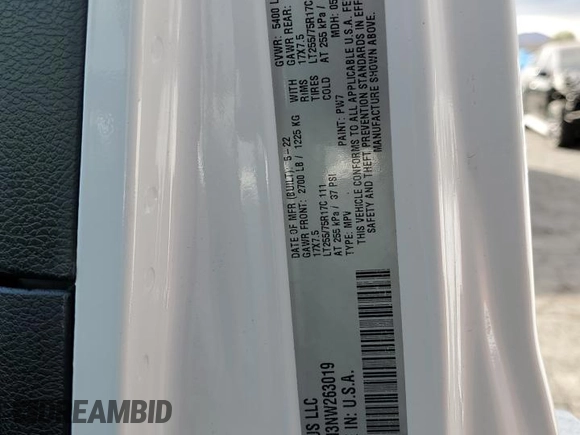 DATE OF MFR (BUILT): 5-22 GVWR: 5400 L
GAWR FRONT: 2700 LB / 1225 KG WITH GAWR REAR:
17X7.5 RIMS 17X7.5
LT255/75R17C 111 TIRES LT255/75R17C
AT 255 kPa / 37 PSI COLD AT 255 kPa /
TYPE: MPV PAINT: PW7 MDH: 05
THIS VEHICLE CONFORMS TO ALL APPLICABLE U.S.A. FE
SAFETY AND THEFT PREVENTION STANDARDS IN EFF
MANUFACTURE SHOWN ABOVE.
US LLC
3NW263019
IN: U.S.A.
DREAMBID